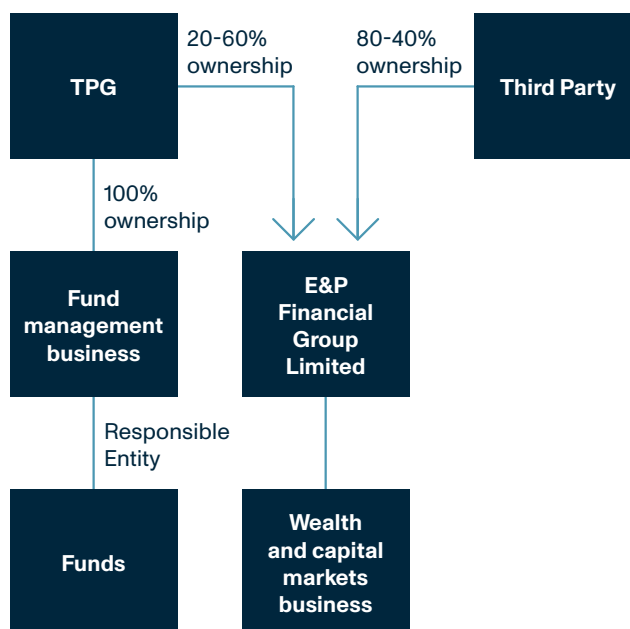 20-60%
ownership
80-40%
ownership
TPG
Third Party
100%
ownership
Fund
management
business
E&P
Financial
Group
Limited
Responsible
Entity
Funds
Wealth
and capital
markets
business